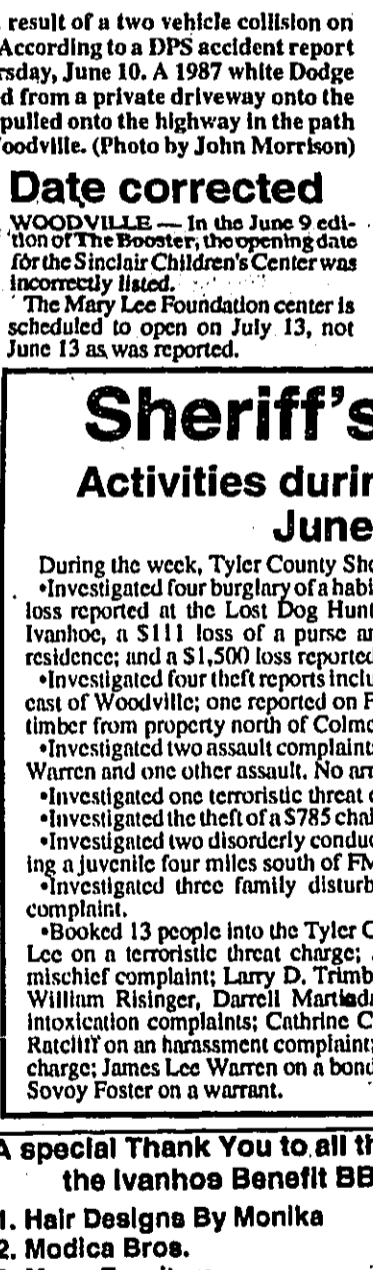 result of a two vehicle collision on
According to a DPS accident report
rsday, June 10. A 1987 white Dodge
d from a private driveway onto the
pulled onto the highway in the path
oodville. (Photo by John Morrison)
Date corrected
WOODVILLE — In the June 9 edi-
tion of The Booster, the opening date
for the Sinclair Children's Center was
incorrectly listed.
The Mary Lee Foundation center is
scheduled to open on July 13, not
June 13 as was reported.
Sheriff's
Activities durin
June
During the week, Tyler County She
•Investigated four burglary of a habi
loss reported at the Lost Dog Hunt
Ivanhoe, a $111 loss of a purse an
residence; and a $1,500 loss reported
•Investigated four theft reports inclu
east of Woodville; one reported on F
timber from property north of Colme
•Investigated two assault complaints
Warren and one other assault. No arr
•Investigated one terroristic threat c
•Investigated the theft of a $785 chai
•Investigated two disorderly conduc
ing a juvenile four miles south of FM
•Investigated three family disturb
complaint.
•Booked 13 people into the Tyler C
Lee on a terroristic threat charge;
mischief complaint; Larry D. Trimb
William Risinger, Darrell
intoxication complaints; Cathrine C
Ratcliff on an harassment complaint;
charge; James Lee Warren on a bond
Sovoy Foster on a warrant.
A special Thank You to all th
the Ivanhoe Benefit BB
1. Hair Designs By Monika
2. Modica Bros.